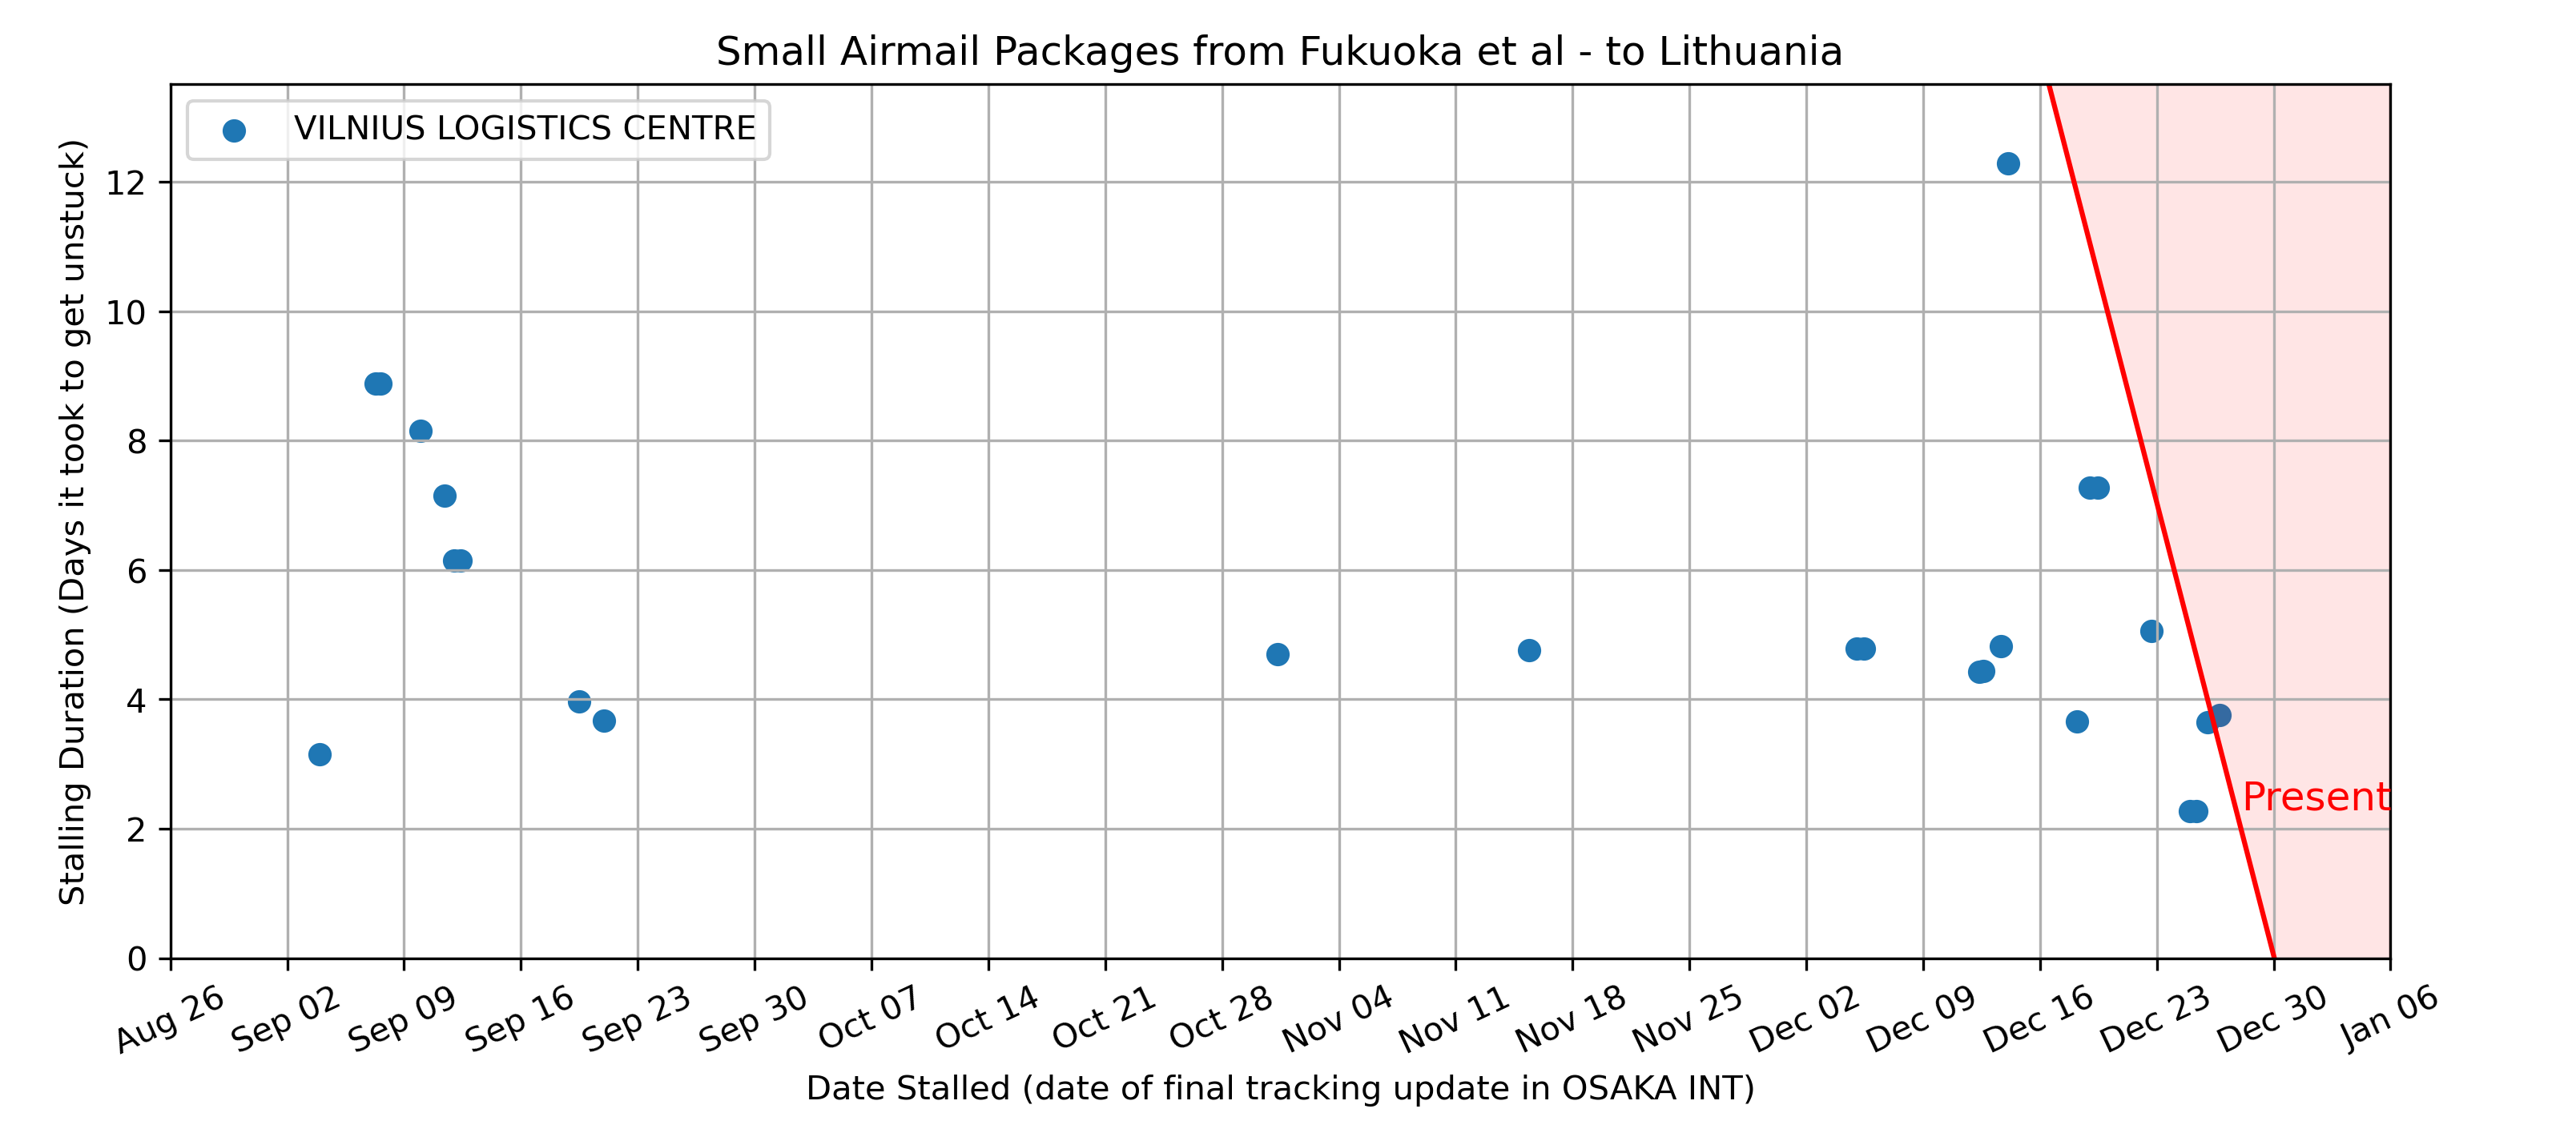 Small Airmail Packages from Fukuoka et al - to Lithuania
VILNIUS LOGISTICS CENTRE
Stalling Duration (Days it took to get unstuck)
12
10
8
6
4
2
0
Present
Aug 26
Sep 02
Sep 09
Sep 16
Sep 23
Sep 30
Oct 07
Oct 14
Oct 21
Oct 28
Nov 04
Nov 11
Nov 18
Nov 25
Dec 02
Dec 09
Dec 16
Dec 23
Dec 30
Jan 06
Date Stalled (date of final tracking update in OSAKA INT)